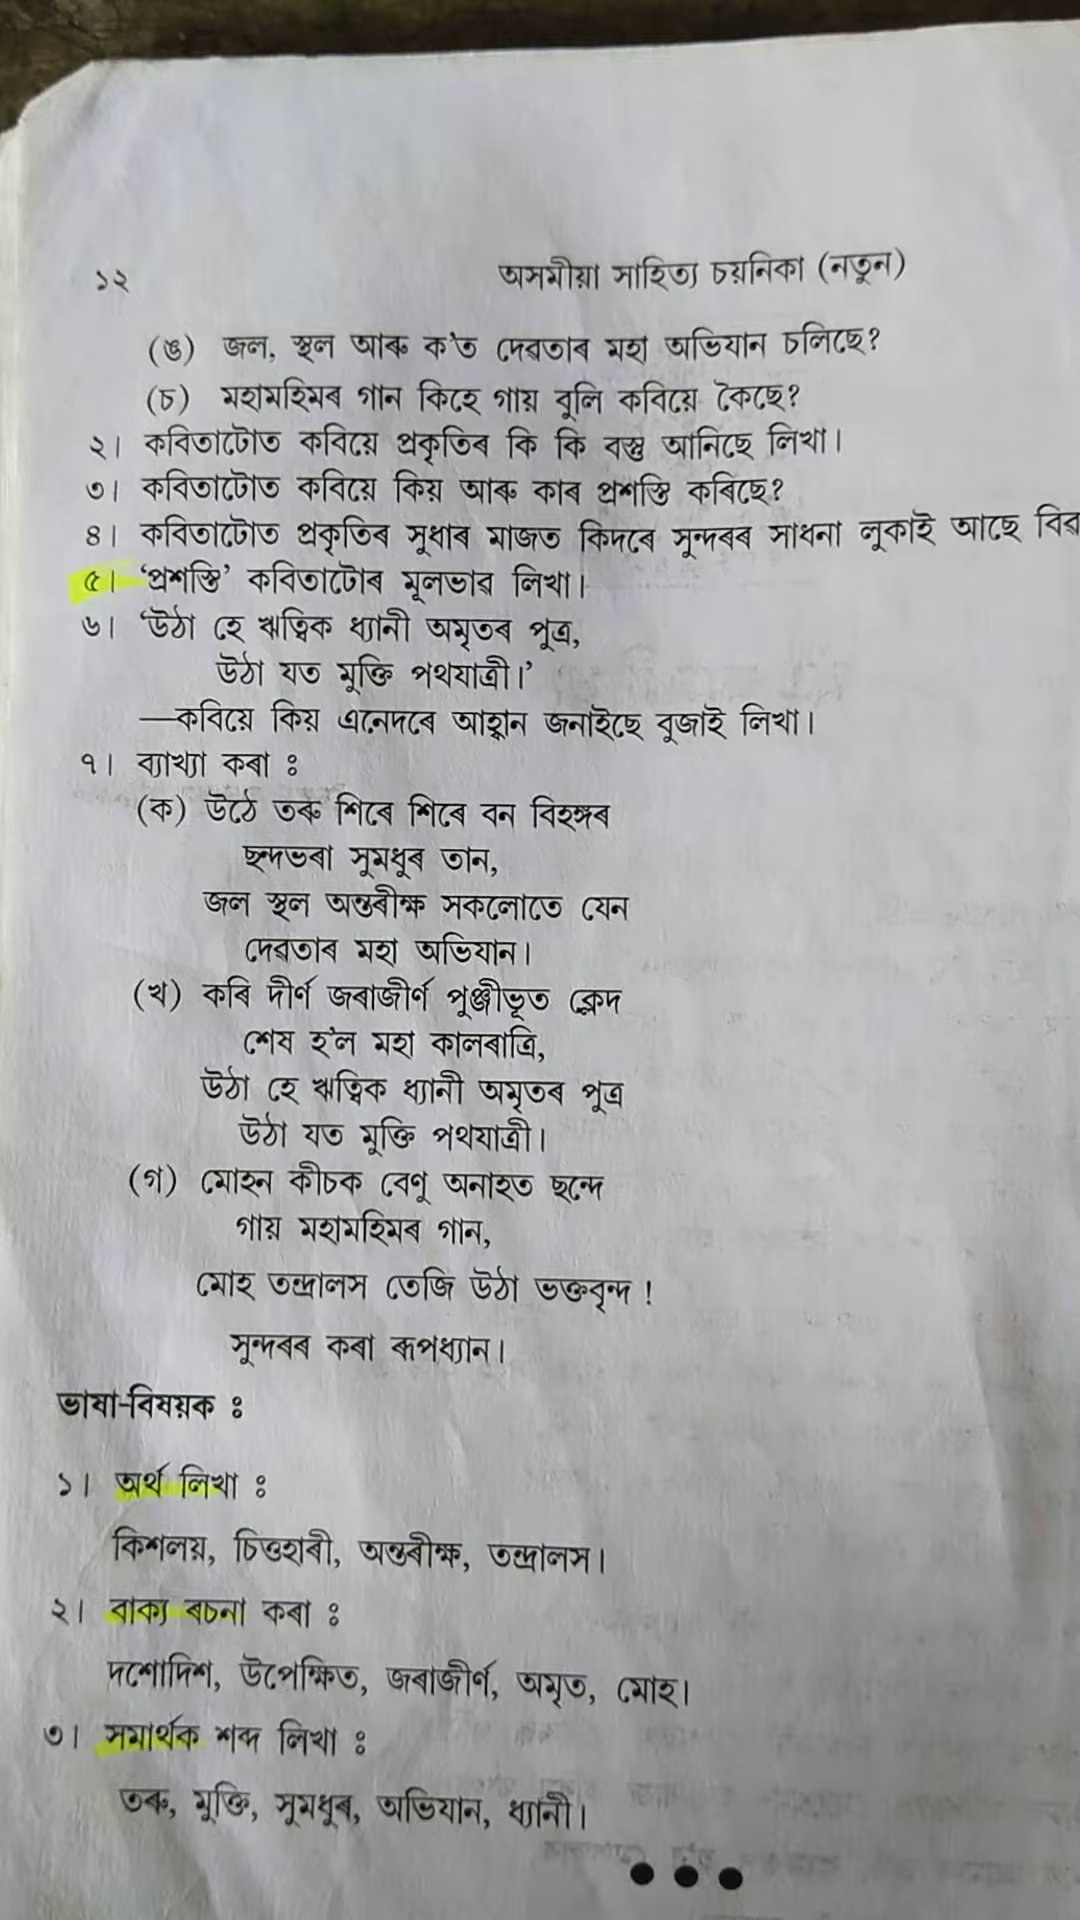 ১২ অসমীয়া সাহিত্য চয়নিকা (নতুন)
(ঙ) জল, স্থল আৰু ক'ত দেৱতাৰ মহা অভিযান চলিছে?
(চ) মহামহিমৰ গান কিহে গায় বুলি কবিয়ে কৈছে?
২। কবিতাটোত কবিয়ে প্ৰকৃতিৰ কি কি বস্তু আনিছে লিখা।
৩। কবিতাটোত কবিয়ে কিয় আৰু কাৰ প্ৰশস্তি কৰিছে?
৪। কবিতাটোত প্ৰকৃতিৰ সুধাৰ মাজত কিদৰে সুন্দৰৰ সাধনা লুকাই আছে
৫। ‘প্ৰশস্তি’ কবিতাটোৰ মূলভাৱ লিখা।
৬। ‘উঠা হে ঋত্বিক ধ্যানী অমৃতৰ পুত্ৰ,
উঠা যত মুক্তি পথযাত্ৰী।’
—কবিয়ে কিয় এনেদৰে আহ্বান জনাইছে বুজাই লিখা।
৭। ব্যাখ্যা কৰা ঃ
(ক) উঠে তৰু শিৰে শিৰে বন বিহঙ্গৰ
ছন্দভৰা সুমধুৰ তান,
জল স্থল অন্তৰীক্ষ সকলোতে যেন
দেৱতাৰ মহা অভিযান।
(খ) কৰি দীৰ্ণ জৰাজীৰ্ণ পুঞ্জীভূত ক্লেদ
শেষ হ'ল মহা কালৰাত্ৰি,
উঠা হে ঋত্বিক ধ্যানী অমৃতৰ পুত্ৰ
উঠা যত মুক্তি পথযাত্ৰী।
(গ) মোহন কীচক বেণু অনাহত ছন্দে
গায় মহামহিমৰ গান,
মোহ তন্দ্ৰালস তেজি উঠা ভক্তবৃন্দ !
সুন্দৰৰ কৰা ৰূপধ্যান।
ভাষা-বিষয়ক ঃ
১। অৰ্থ লিখা ঃ
কিশলয়, চিত্তহাৰী, অন্তৰীক্ষ, তন্দ্ৰালস।
২। বাক্য ৰচনা কৰা ঃ
দশোদিশ, উপেক্ষিত, জৰাজীৰ্ণ, অমৃত, মোহ।
৩। সমাৰ্থক শব্দ লিখা ঃ
তৰু, মুক্তি, সুমধুৰ, অভিযান, ধ্যানী।